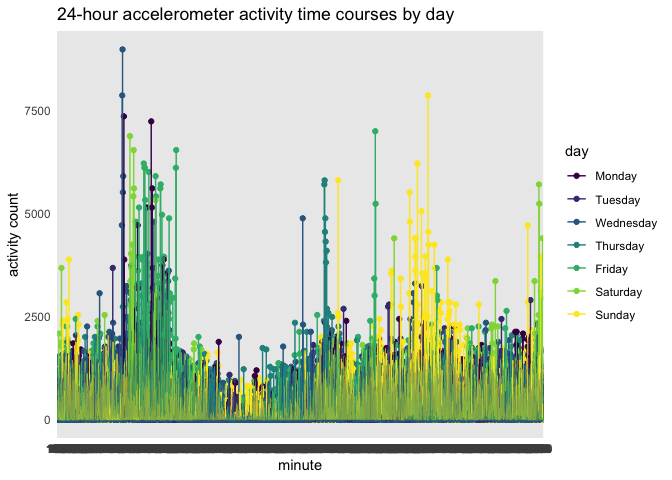 24-hour accelerometer activity time courses by day
7500
5000
2500
0
activity count
minute
day
Monday
Tuesday
Wednesday
Thursday
Friday
Saturday
Sunday